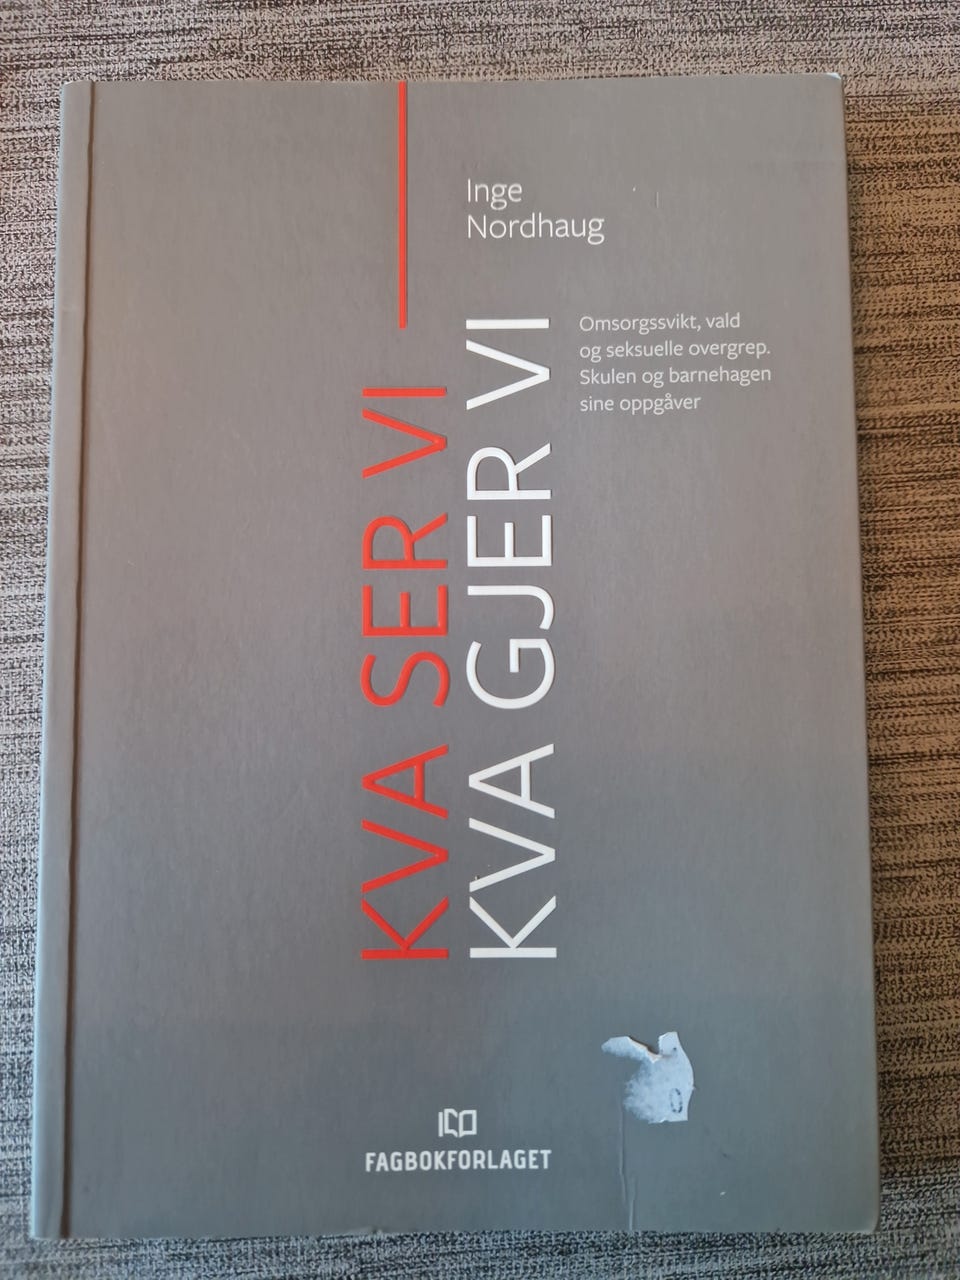 Inge
Nordhaug
KVA SER VI
KVA GJER VI
Omsorgssvikt, vald
og seksuelle overgrep.
Skulen og barnehagen
sine oppgåver
FAGBOKFORLAGET